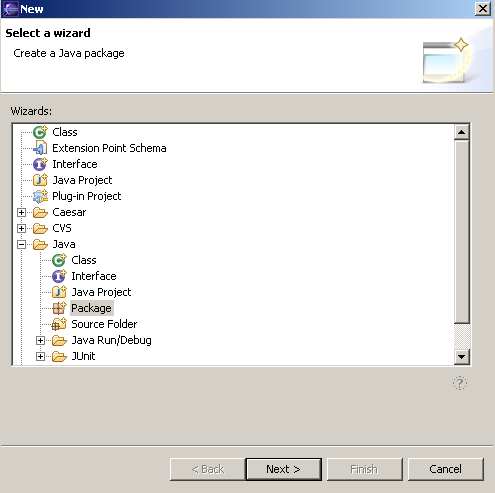 New
Select a wizard
Create a Java package
Wizards:
Class
Extension Point Schema
Interface
Java Project
Plug-in Project
Caesar
CVS
Java
Class
Interface
Java Project
Package
Source Folder
Java Run/Debug
JUnit
< Back Next > Finish Cancel